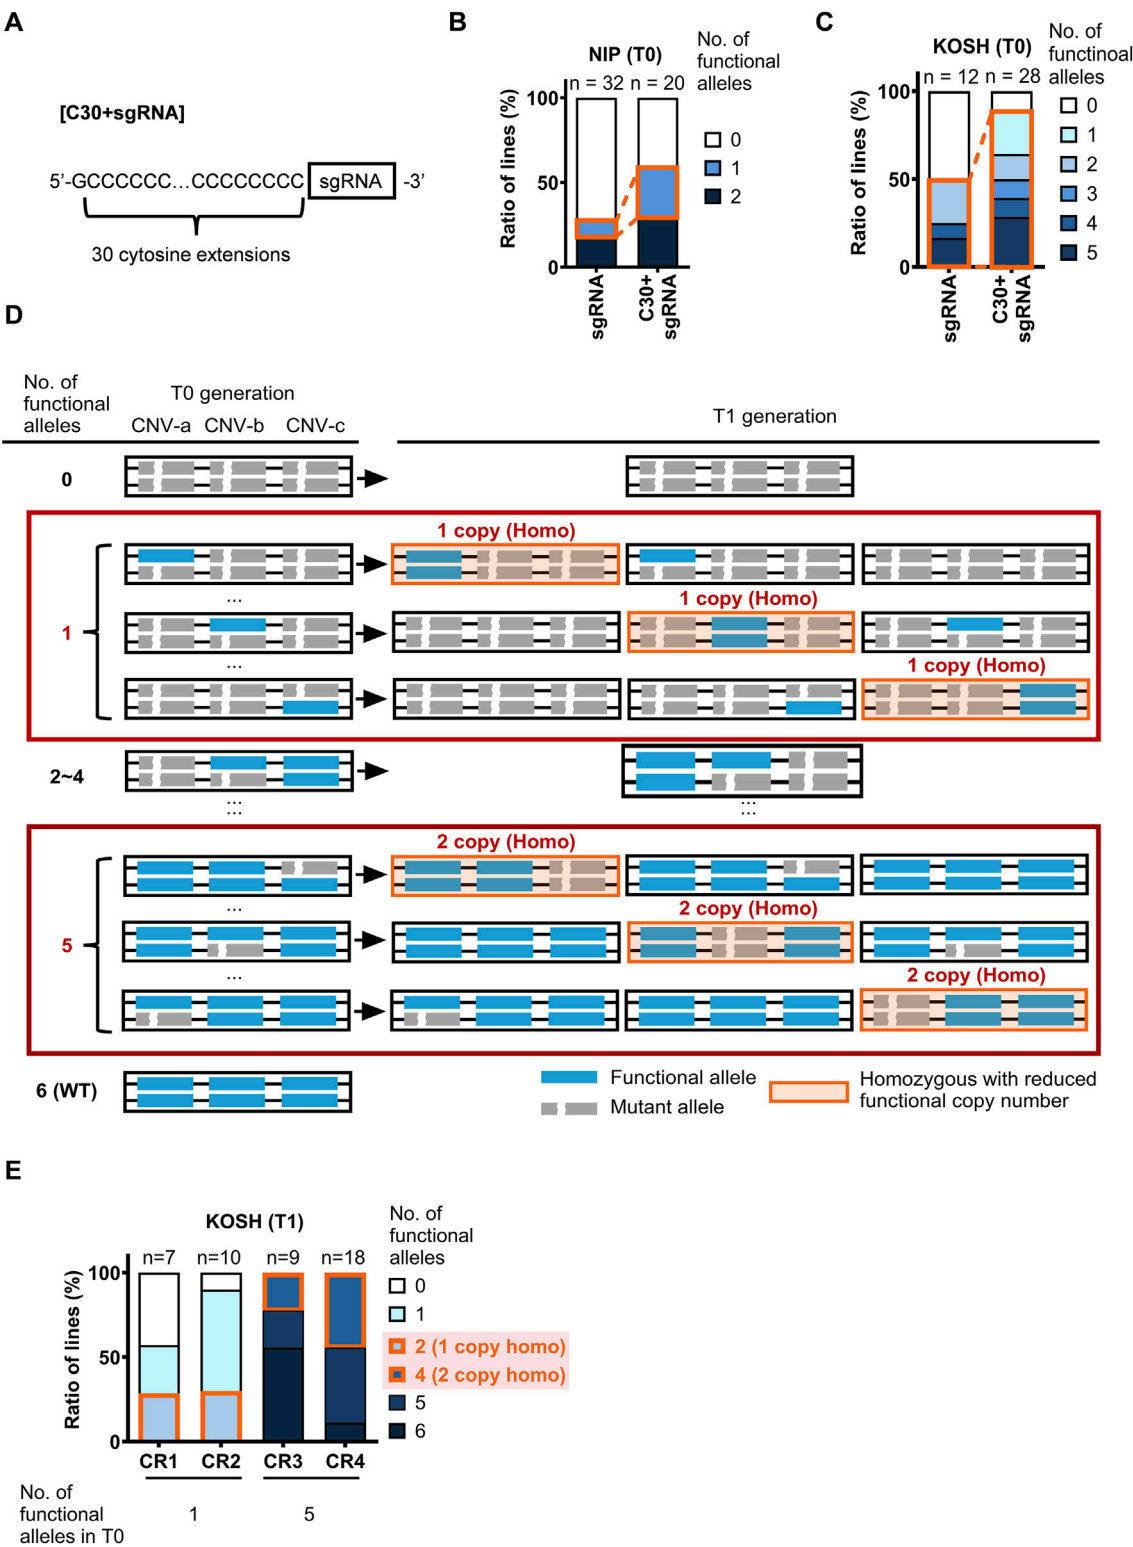 A
[C30+sgRNA]
5’-GCCCCCC...CCCCCCCCC sgRNA -3’
30 cytosine extensions
B
NIP (T0)
No. of
functional
alleles
n = 32 n = 20
Ratio of lines (%)
100
50
0
0
1
2
sgRNA
C30+
sgRNA
C
KOSH (T0)
No. of
functinoal
alleles
n = 12 n = 28
Ratio of lines (%)
100
50
0
0
1
2
3
4
5
sgRNA
C30+
sgRNA
D
No. of
functional
alleles
T0 generation
CNV-a CNV-b CNV-c
T1 generation
0
1 copy (Homo)
...
1 copy (Homo)
1
...
1 copy (Homo)
2~4
...
...
...
...
2 copy (Homo)
...
2 copy (Homo)
5
...
2 copy (Homo)
6 (WT)
Functional allele
Mutant allele
Homozygous with reduced
functional copy number
E
KOSH (T1)
No. of
functional
alleles
n=7 n=10 n=9 n=18
Ratio of lines (%)
100
50
0
0
1
2 (1 copy homo)
4 (2 copy homo)
5
6
CR1 CR2 CR3 CR4
No. of
functional
alleles in T0
1 5